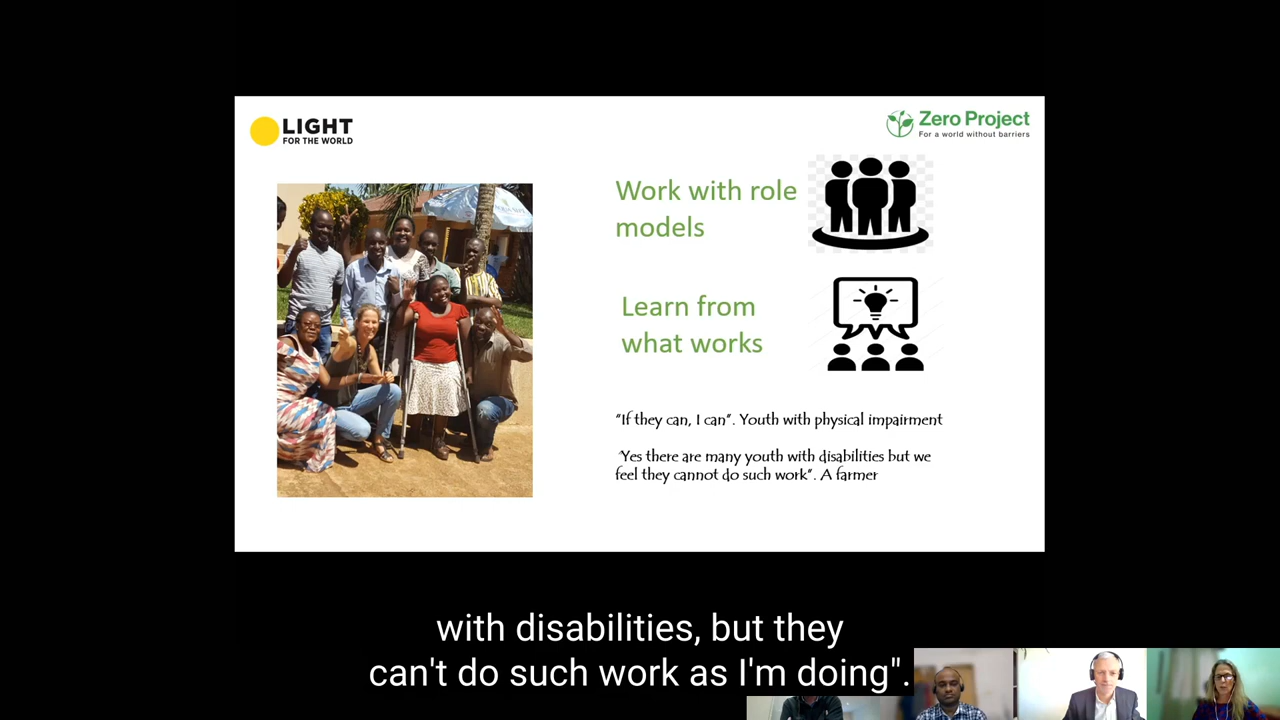 LIGHT
FOR THE WORLD
Zero Project
For a world without barriers
Work with role
models
Learn from
what works
"If they can, I can". Youth with physical impairment
"Yes there are many youth with disabilities but we
feel they cannot do such work". A farmer
with disabilities, but they
can't do such work as I'm doing".